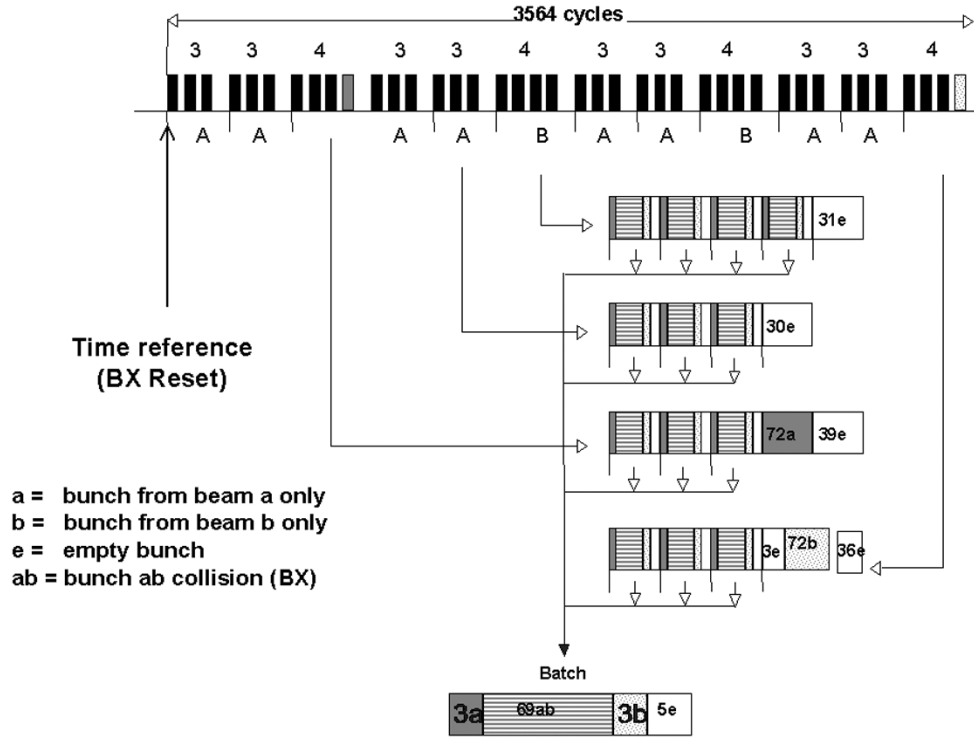 3564 cycles
3 3 4 3 3 4 3 3 4 3 3 4
A A A A B A A B A A
31e
30e
Time reference
(BX Reset)
72a 39e
a = bunch from beam a only
b = bunch from beam b only
e = empty bunch
ab = bunch ab collision (BX)
3e 72b 36e
Batch
3a 69ab 3b 5e